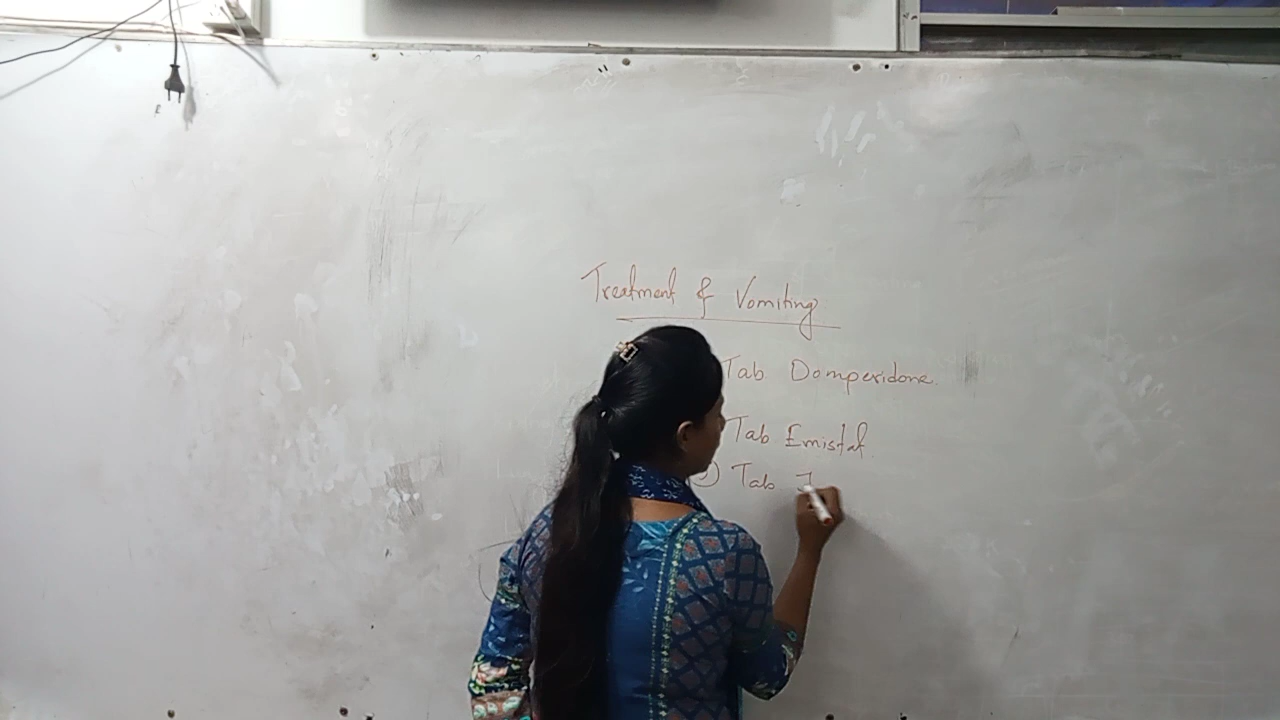 Treatment of Vomiting
Tab Domperidone.
Tab Emistat.
) Tab